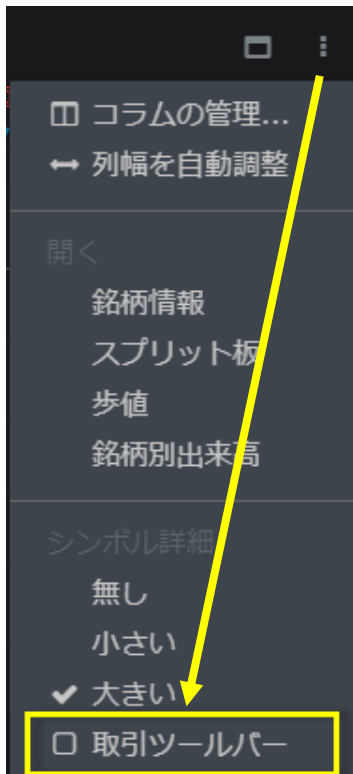 コラムの管理...
列幅を自動調整
開く
銘柄情報
スプリット板
歩値
銘柄別出来高
シンボル詳細
無し
小さい
大きい
取引ツールバー